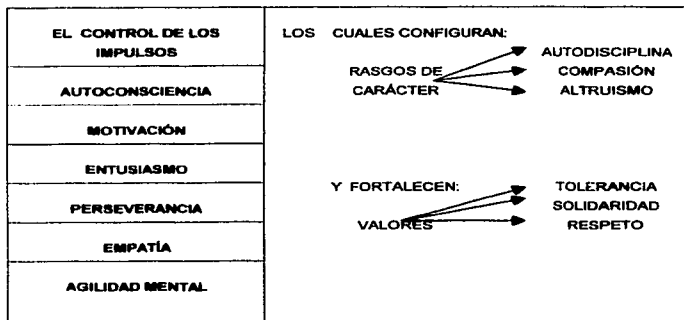 EL CONTROL DE LOS
IMPULSOS
AUTOCONSCIENCIA
MOTIVACIÓN
ENTUSIASMO
PERSEVERANCIA
EMPATÍA
AGILIDAD MENTAL
LOS CUALES CONFIGURAN:
AUTODISCIPLINA
RASGOS DE COMPASIÓN
CARÁCTER ALTRUISMO
Y FORTALECEN: TOLERANCIA
SOLIDARIDAD
VALORES RESPETO